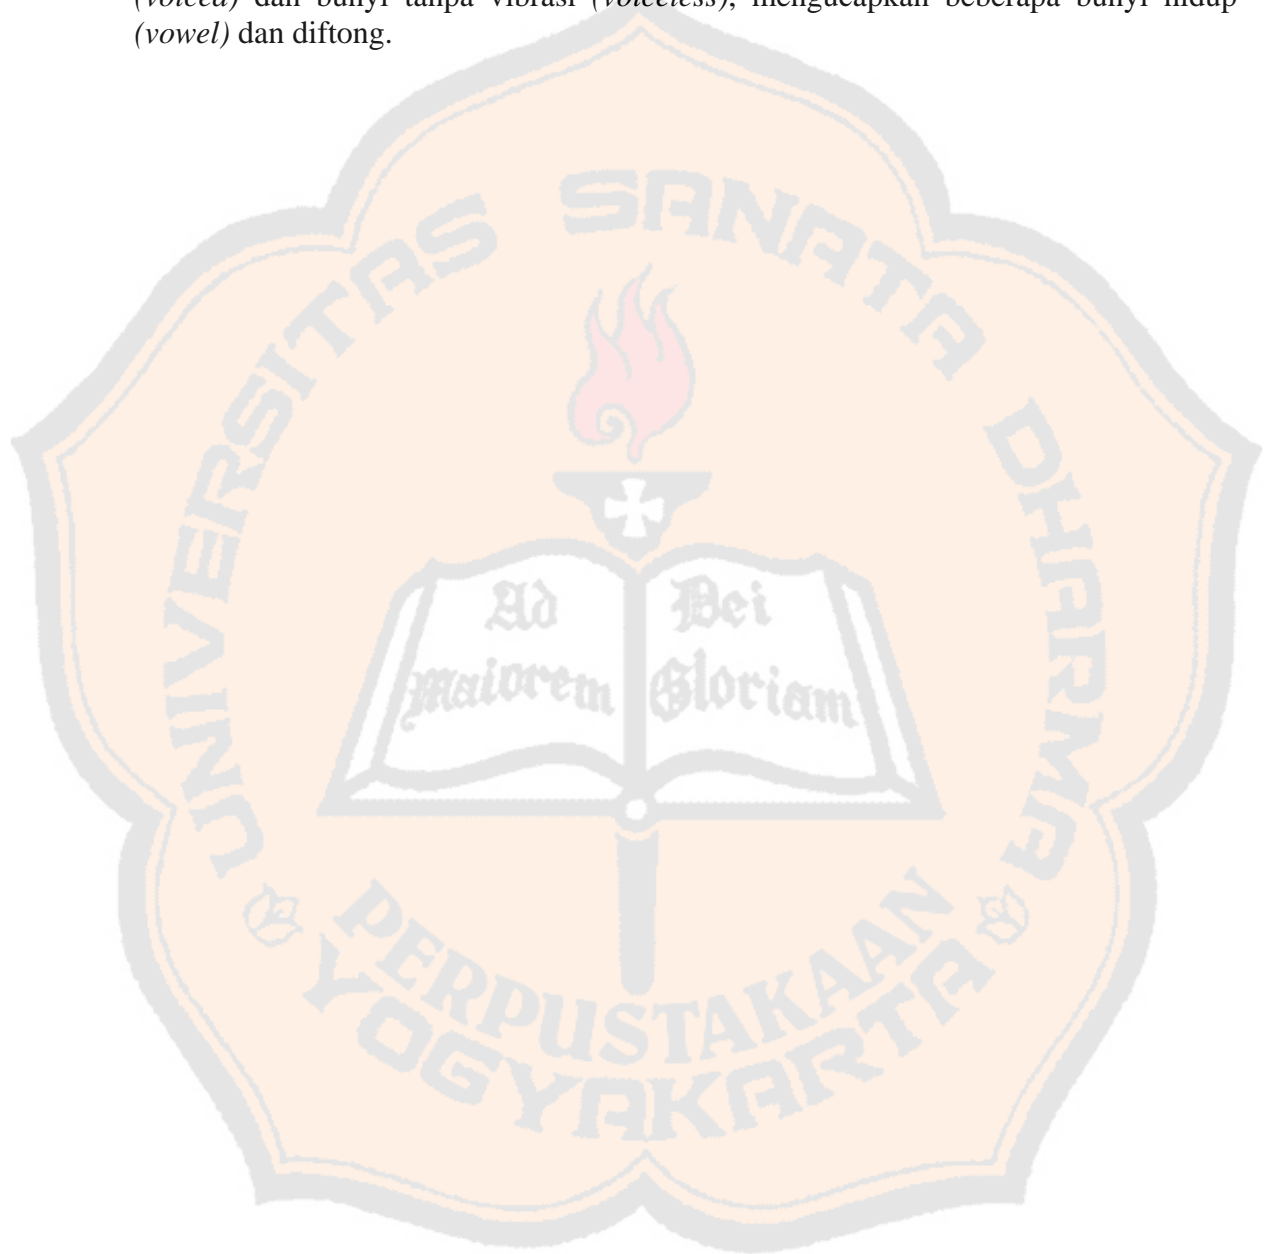 (voiced) dan bunyi tanpa vibrasi (voiceless), mengucapkan beberapa bunyi hidup
(vowel) dan diftong.
UNIVERSITAS SANATA DHARMA
Ad
Maiorem
Dei
Gloriam
PERPUSTAKAAN
YOGYAKARTA